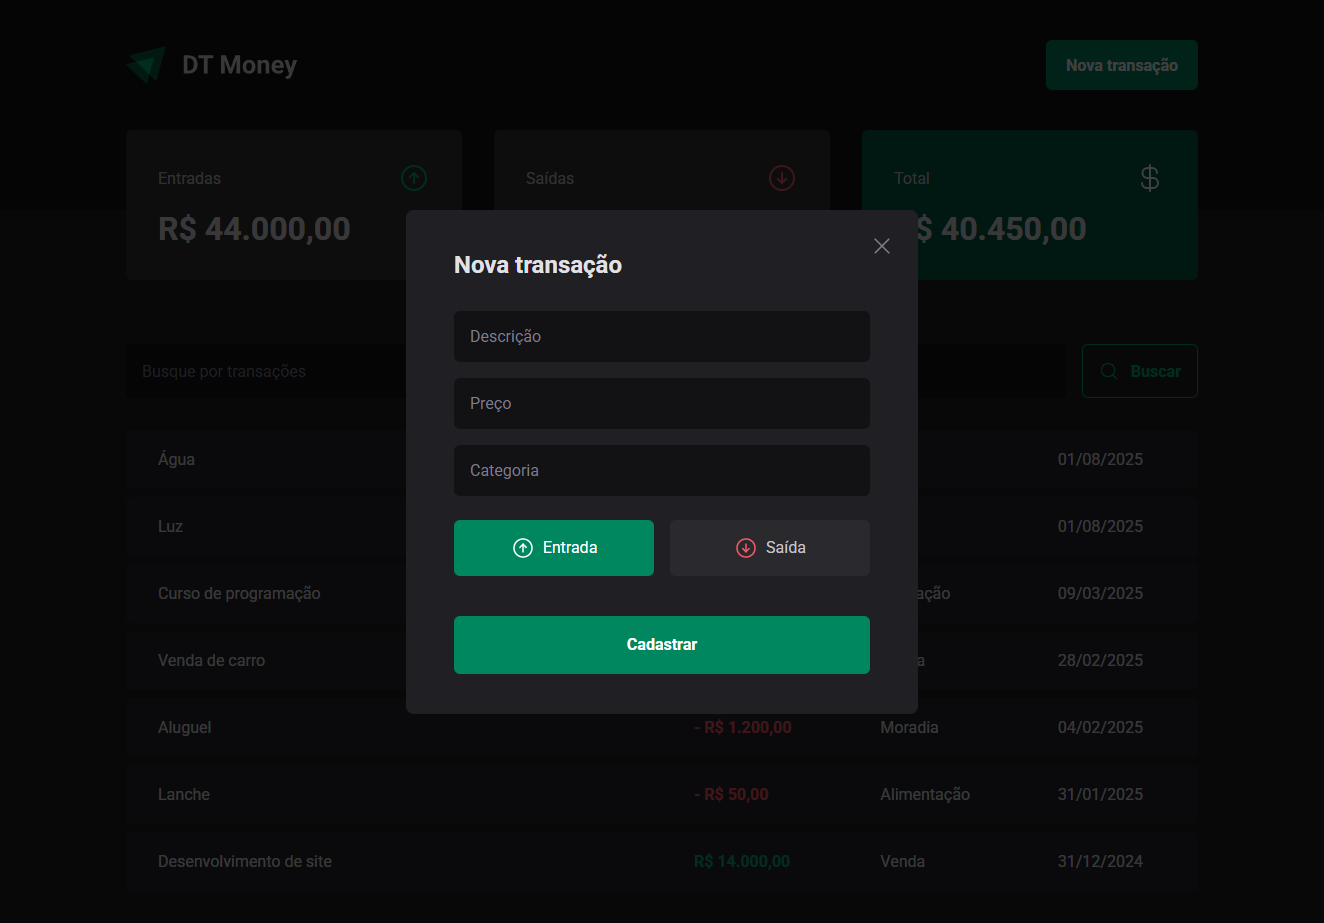 DT Money
Nova transação
Entradas
Saídas
Total
R$ 44.000,00
$ 40.450,00
Nova transação
Descrição
Preço
Categoria
Entrada
Saída
Cadastrar
Busque por transações
Buscar
Água 01/08/2025
Luz 01/08/2025
Curso de programação 09/03/2025
Venda de carro 28/02/2025
Aluguel - R$ 1.200,00 Moradia 04/02/2025
Lanche - R$ 50,00 Alimentação 31/01/2025
Desenvolvimento de site R$ 14.000,00 Venda 31/12/2024